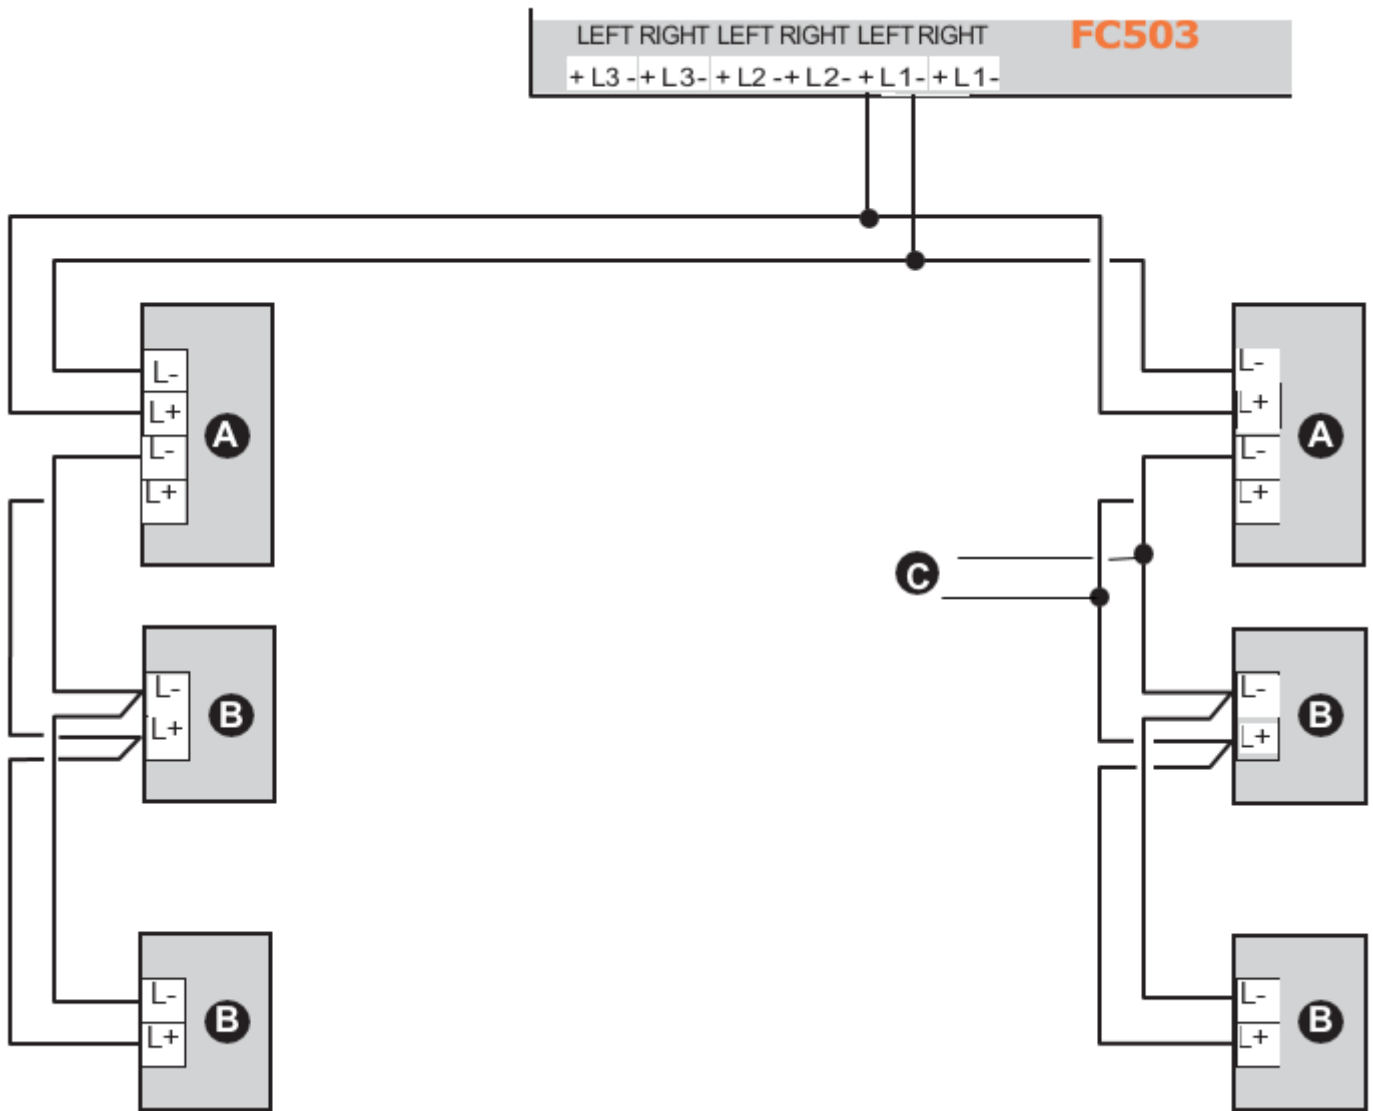 LEFT RIGHT LEFT RIGHT LEFT RIGHT FC503
+ L3 - + L3 - + L2 - + L2 - + L1 - + L1 -
L- L-
L+ L+
A A
L- L-
L+ L+
C
L- L-
B B
L+ L+
L- L-
B B
L+ L+